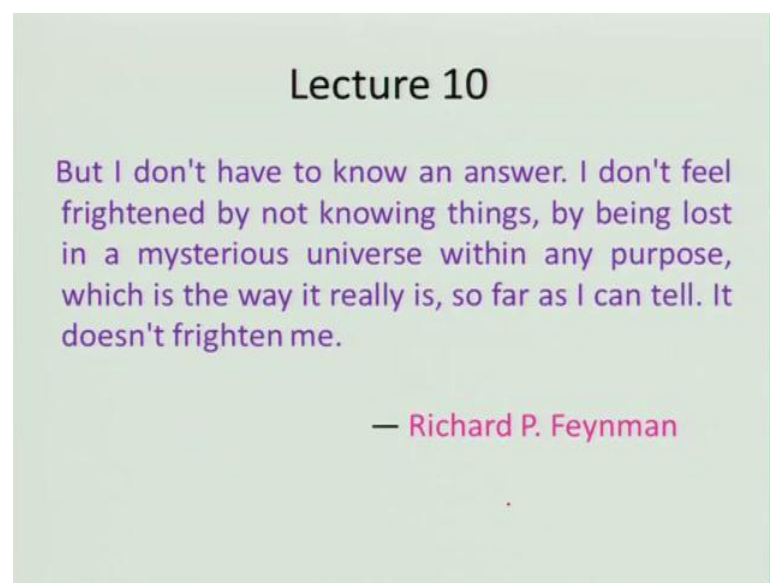 Lecture 10
But I don't have to know an answer. I don't feel
frightened by not knowing things, by being lost
in a mysterious universe within any purpose,
which is the way it really is, so far as I can tell. It
doesn't frighten me.
— Richard P. Feynman